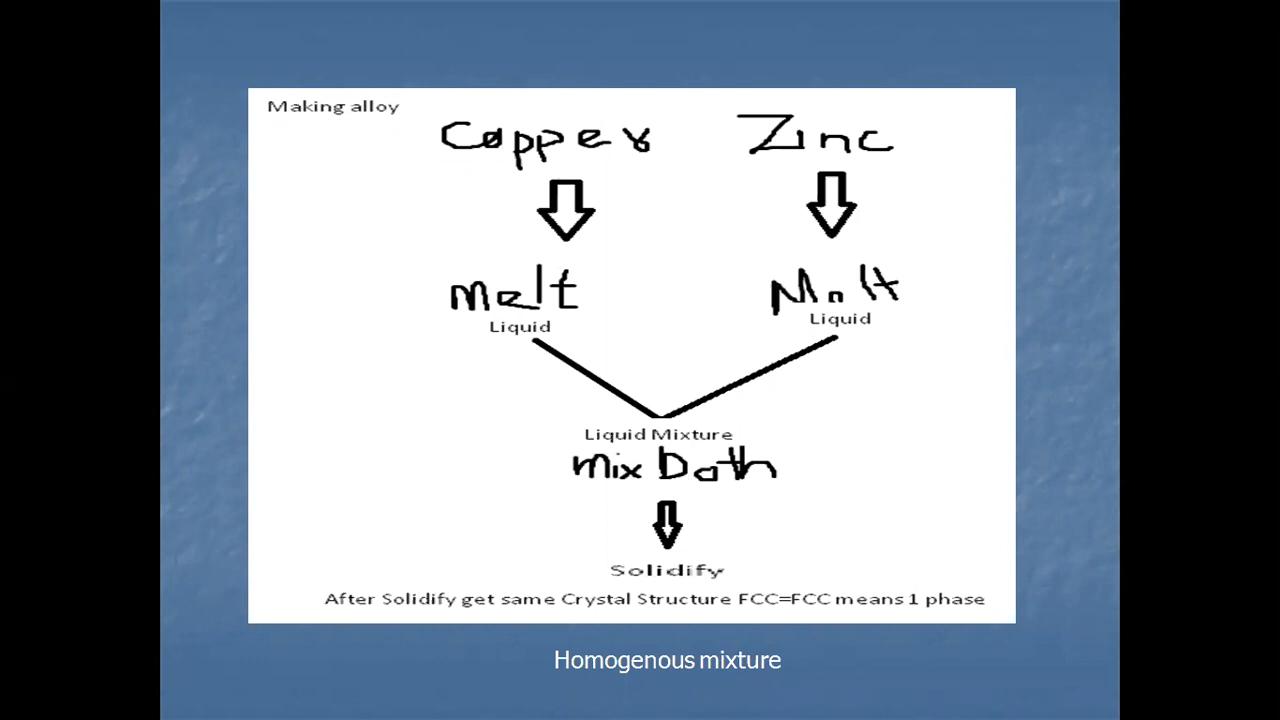 Making alloy
Copper Zinc
Melt Melt
Liquid Liquid
Liquid Mixture
mix bath
Solidify
After Solidify get same Crystal Structure FCC=FCC means 1 phase
Homogenous mixture